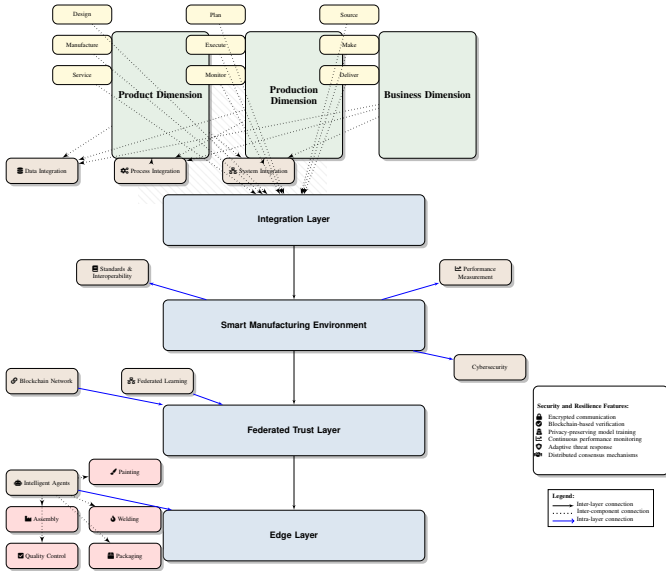 Design
Plan
Source
Manufacture
Execute
Make
Service
Monitor
Deliver
Product Dimension
Production
Dimension
Business Dimension
Data Integration
Process Integration
System Integration
Integration Layer
Standards &
Interoperability
Performance
Measurement
Smart Manufacturing Environment
Cybersecurity
Blockchain Network
Federated Learning
Federated Trust Layer
Security and Resilience Features:
Encrypted communication
Blockchain-based verification
Privacy-preserving model training
Continuous performance monitoring
Adaptive threat response
Distributed consensus mechanisms
Painting
Intelligent Agents
Assembly
Welding
Edge Layer
Quality Control
Packaging
Legend:
Inter-layer connection
Inter-component connection
Intra-layer connection